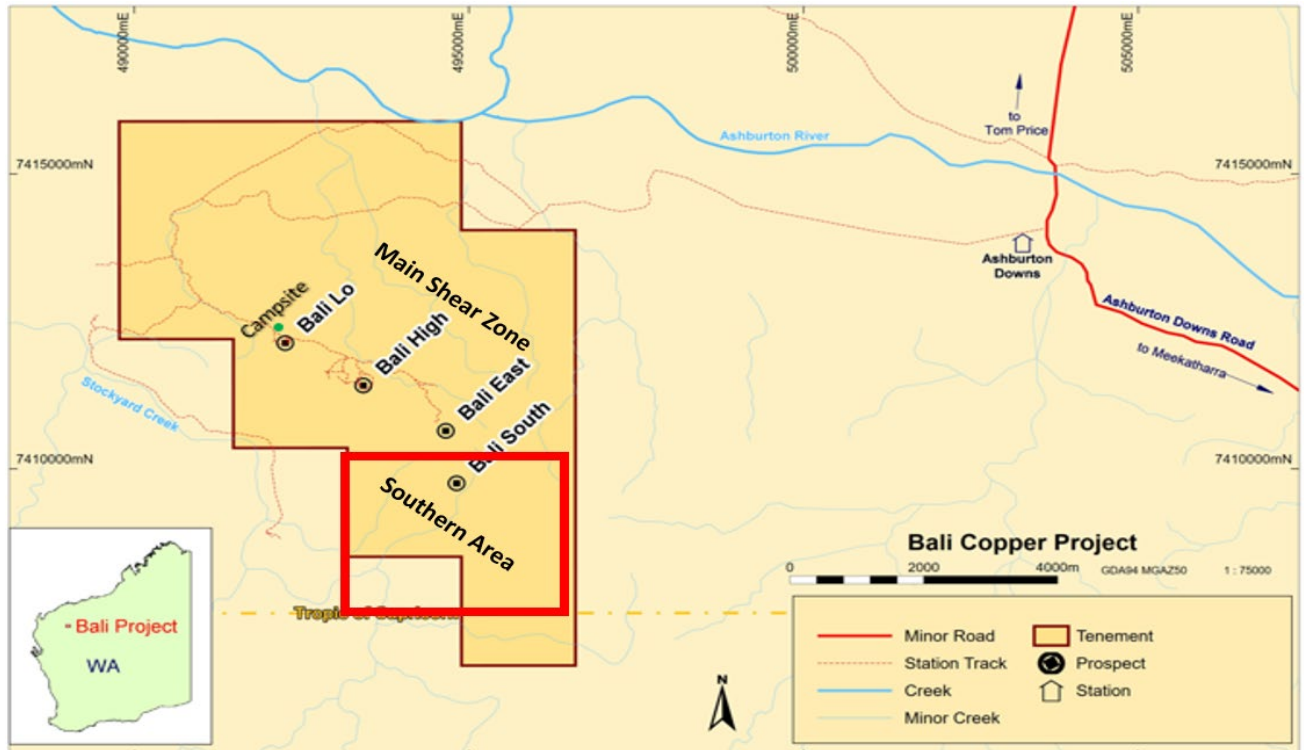 490000mE
495000mE
500000mE
505000mE
to
Tom Price
Ashburton River
7415000mN
7415000mN
Main Shear Zone
Ashburton
Downs
Campsite
Bali Lo
Ashburton Downs Road
Bali High
to Meekatharra
Bali East
Stockyard Creek
Bali South
7410000mN
7410000mN
Southern Area
Bali Copper Project
0
2000
4000m
GDA94 MGAZ50
1 : 75000
Tropic of Capricorn
Bali Project
WA
N
Minor Road
Station Track
Creek
Minor Creek
Tenement
Prospect
Station